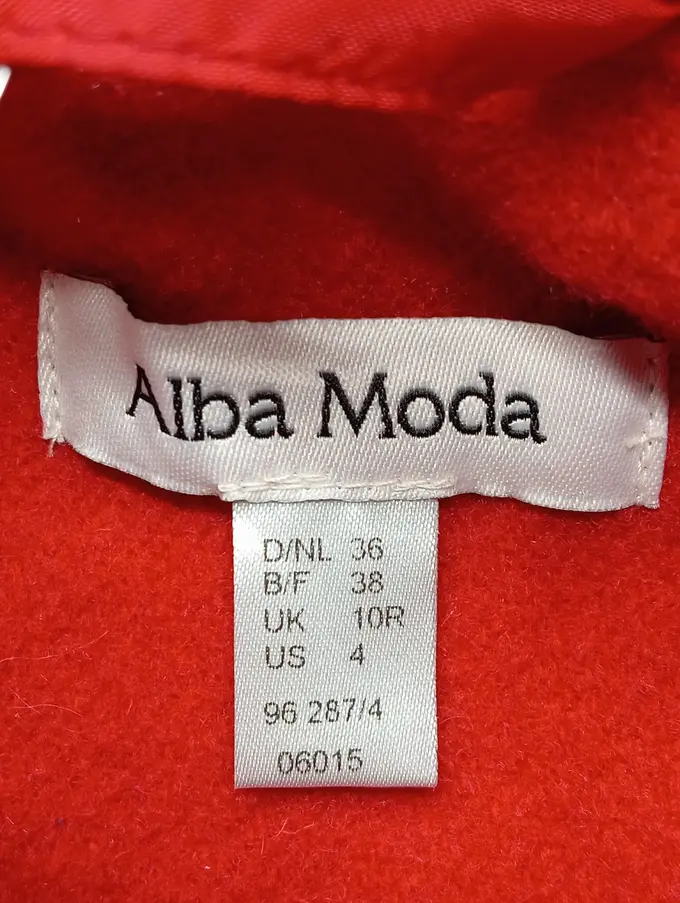 Alba Moda
D/NL 36
B/F 38
UK 10R
US 4
96 287/4
06015